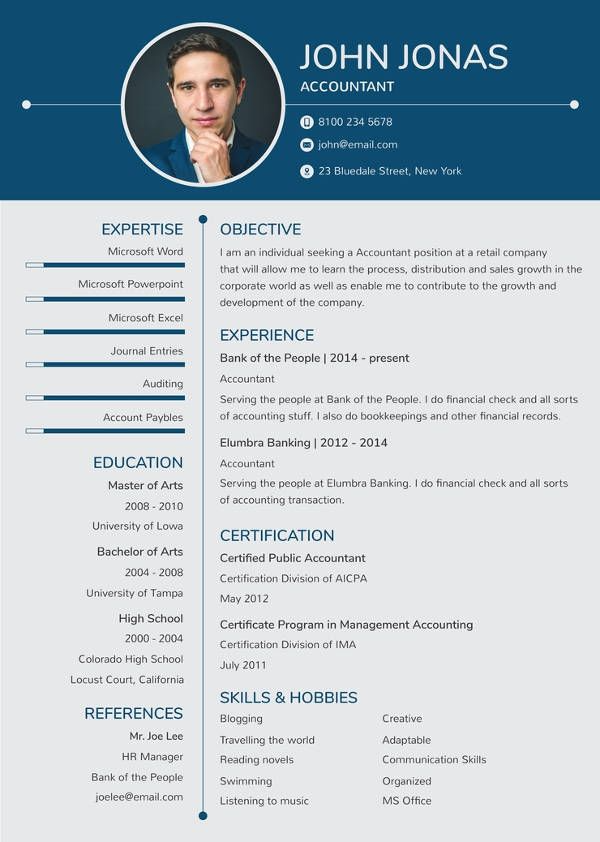 JOHN JONAS
ACCOUNTANT
8100 234 5678
john@email.com
23 Bluedale Street, New York
EXPERTISE
Microsoft Word
Microsoft Powerpoint
Microsoft Excel
Journal Entries
Auditing
Account Paybles
EDUCATION
Master of Arts
2008 - 2010
University of Lowa
Bachelor of Arts
2004 - 2008
University of Tampa
High School
2000 - 2004
Colorado High School
Locust Court, California
REFERENCES
Mr. Joe Lee
HR Manager
Bank of the People
joelee@email.com
OBJECTIVE
I am an individual seeking a Accountant position at a retail company
that will allow me to learn the process, distribution and sales growth in the
corporate world as well as enable me to contribute to the growth and
development of the company.
EXPERIENCE
Bank of the People | 2014 - present
Accountant
Serving the people at Bank of the People. I do financial check and all sorts
of accounting stuff. I also do bookkeepings and other financial records.
Elumbra Banking | 2012 - 2014
Accountant
Serving the people at Elumbra Banking. I do financial check and all sorts
of accounting transaction.
CERTIFICATION
Certified Public Accountant
Certification Division of AICPA
May 2012
Certificate Program in Management Accounting
Certification Division of IMA
July 2011
SKILLS & HOBBIES
Blogging Creative
Travelling the world Adaptable
Reading novels Communication Skills
Swimming Organized
Listening to music MS Office